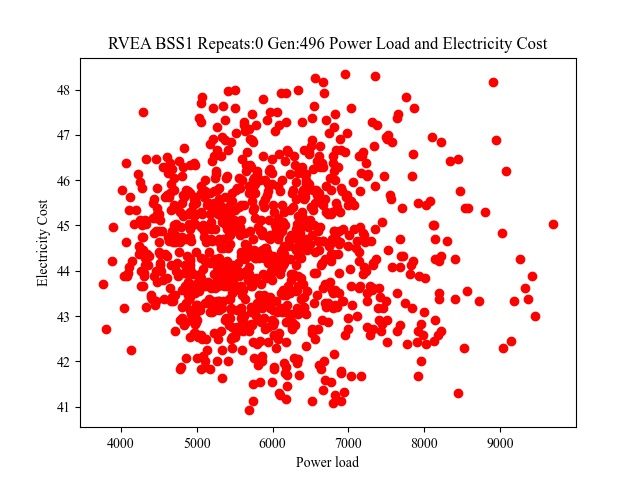 RVEA BSS1 Repeats:0 Gen:496 Power Load and Electricity Cost
48
47
46
45
44
43
42
41
Electricity Cost
4000 5000 6000 7000 8000 9000
Power load